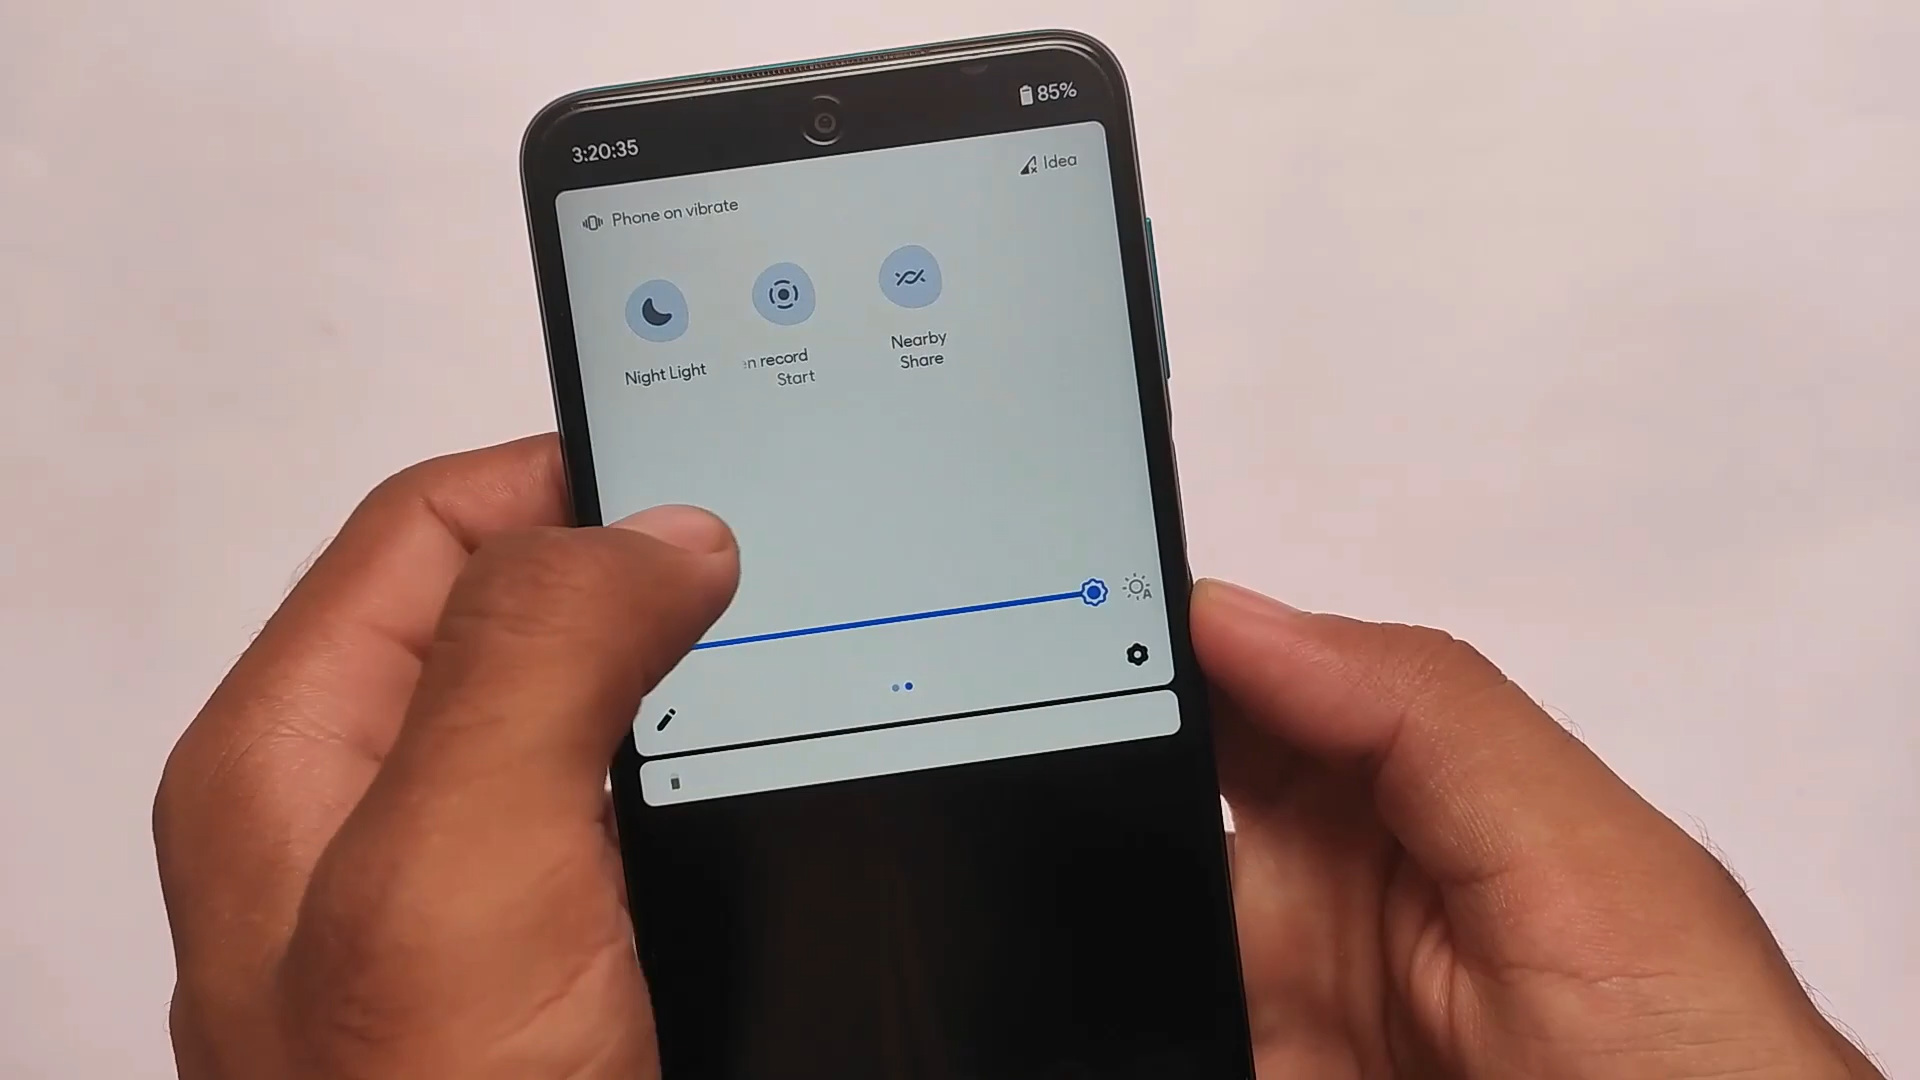 3:20:35
85%
Idea
Phone on vibrate
Night Light
n record
Start
Nearby
Share